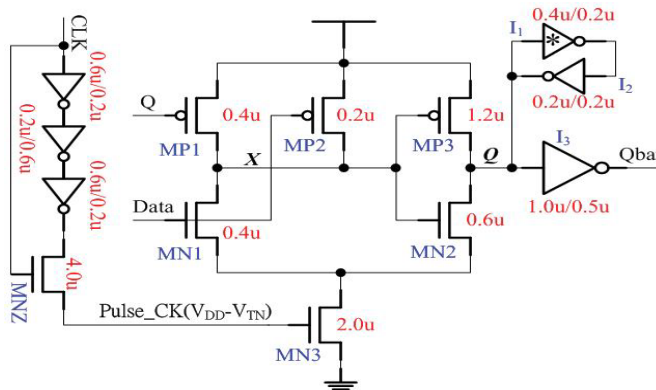 CLK
0.6u/0.2u
0.2u/0.6u
0.6u/0.2u
4.0u
MNZ
Q
MP1
0.4u
MP2
0.2u
MP3
1.2u
X
Q
Data
MN1
0.4u
MN2
0.6u
Pulse_CK(V_DD-V_TN)
MN3
2.0u
I1
0.4u/0.2u
*
I2
0.2u/0.2u
I3
1.0u/0.5u
Qba